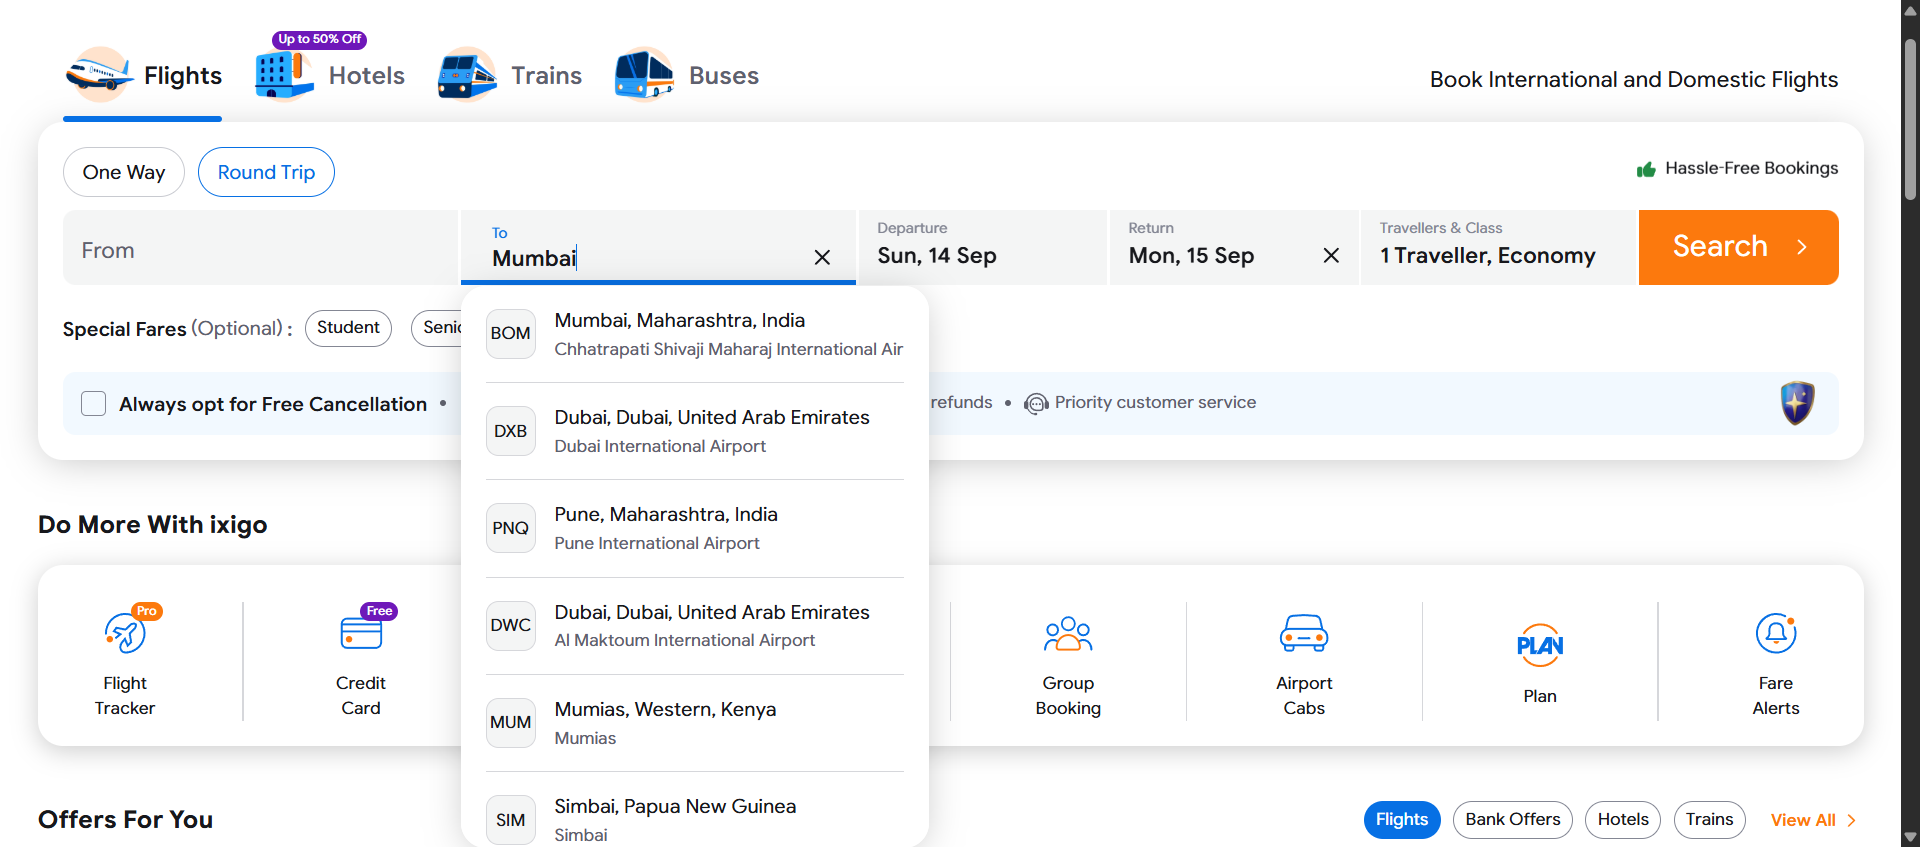 Up to 50% Off
Flights
Hotels
Trains
Buses
Book International and Domestic Flights
One Way
Round Trip
Hassle-Free Bookings
From
To
Mumbai
Departure
Sun, 14 Sep
Return
Mon, 15 Sep
Travellers & Class
1 Traveller, Economy
Search
Special Fares (Optional) :
Student
Senic
BOM
Mumbai, Maharashtra, India
Chhatrapati Shivaji Maharaj International Air
Always opt for Free Cancellation •
refunds • Priority customer service
DXB
Dubai, Dubai, United Arab Emirates
Dubai International Airport
PNQ
Pune, Maharashtra, India
Pune International Airport
DWC
Dubai, Dubai, United Arab Emirates
Al Maktoum International Airport
MUM
Mumias, Western, Kenya
Mumias
SIM
Simbai, Papua New Guinea
Simbai
Do More With ixigo
Pro
Flight
Tracker
Free
Credit
Card
Group
Booking
Airport
Cabs
PLAN
Plan
Fare
Alerts
Offers For You
Flights
Bank Offers
Hotels
Trains
View All